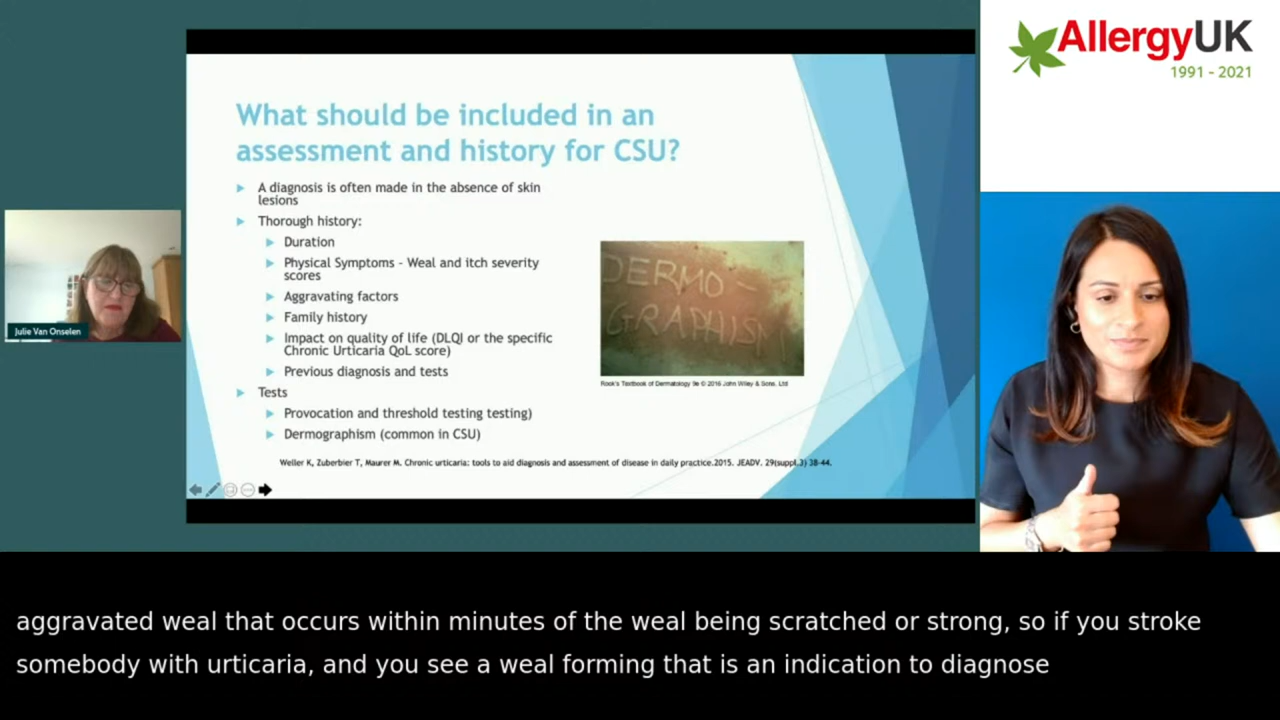 AllergyUK
1991 - 2021
What should be included in an
assessment and history for CSU?
A diagnosis is often made in the absence of skin
lesions
Thorough history:
Duration
Physical Symptoms – Weal and itch severity
scores
Aggravating factors
Family history
Impact on quality of life (DLQI or the specific
Chronic Urticaria QoL score)
Previous diagnosis and tests
Tests
Provocation and threshold testing testing)
Dermographism (common in CSU)
DERMO -
GRAPHISM
Rook's Textbook of Dermatology 9e © 2016 John Wiley & Sons, Ltd
Weller K, Zuberbier T, Maurer M. Chronic urticaria: tools to aid diagnosis and assessment of disease in daily practice.2015. JEADV. 29(suppl.3) 38-44.
Julie Van Onselen
aggravated weal that occurs within minutes of the weal being scratched or strong, so if you stroke
somebody with urticaria, and you see a weal forming that is an indication to diagnose